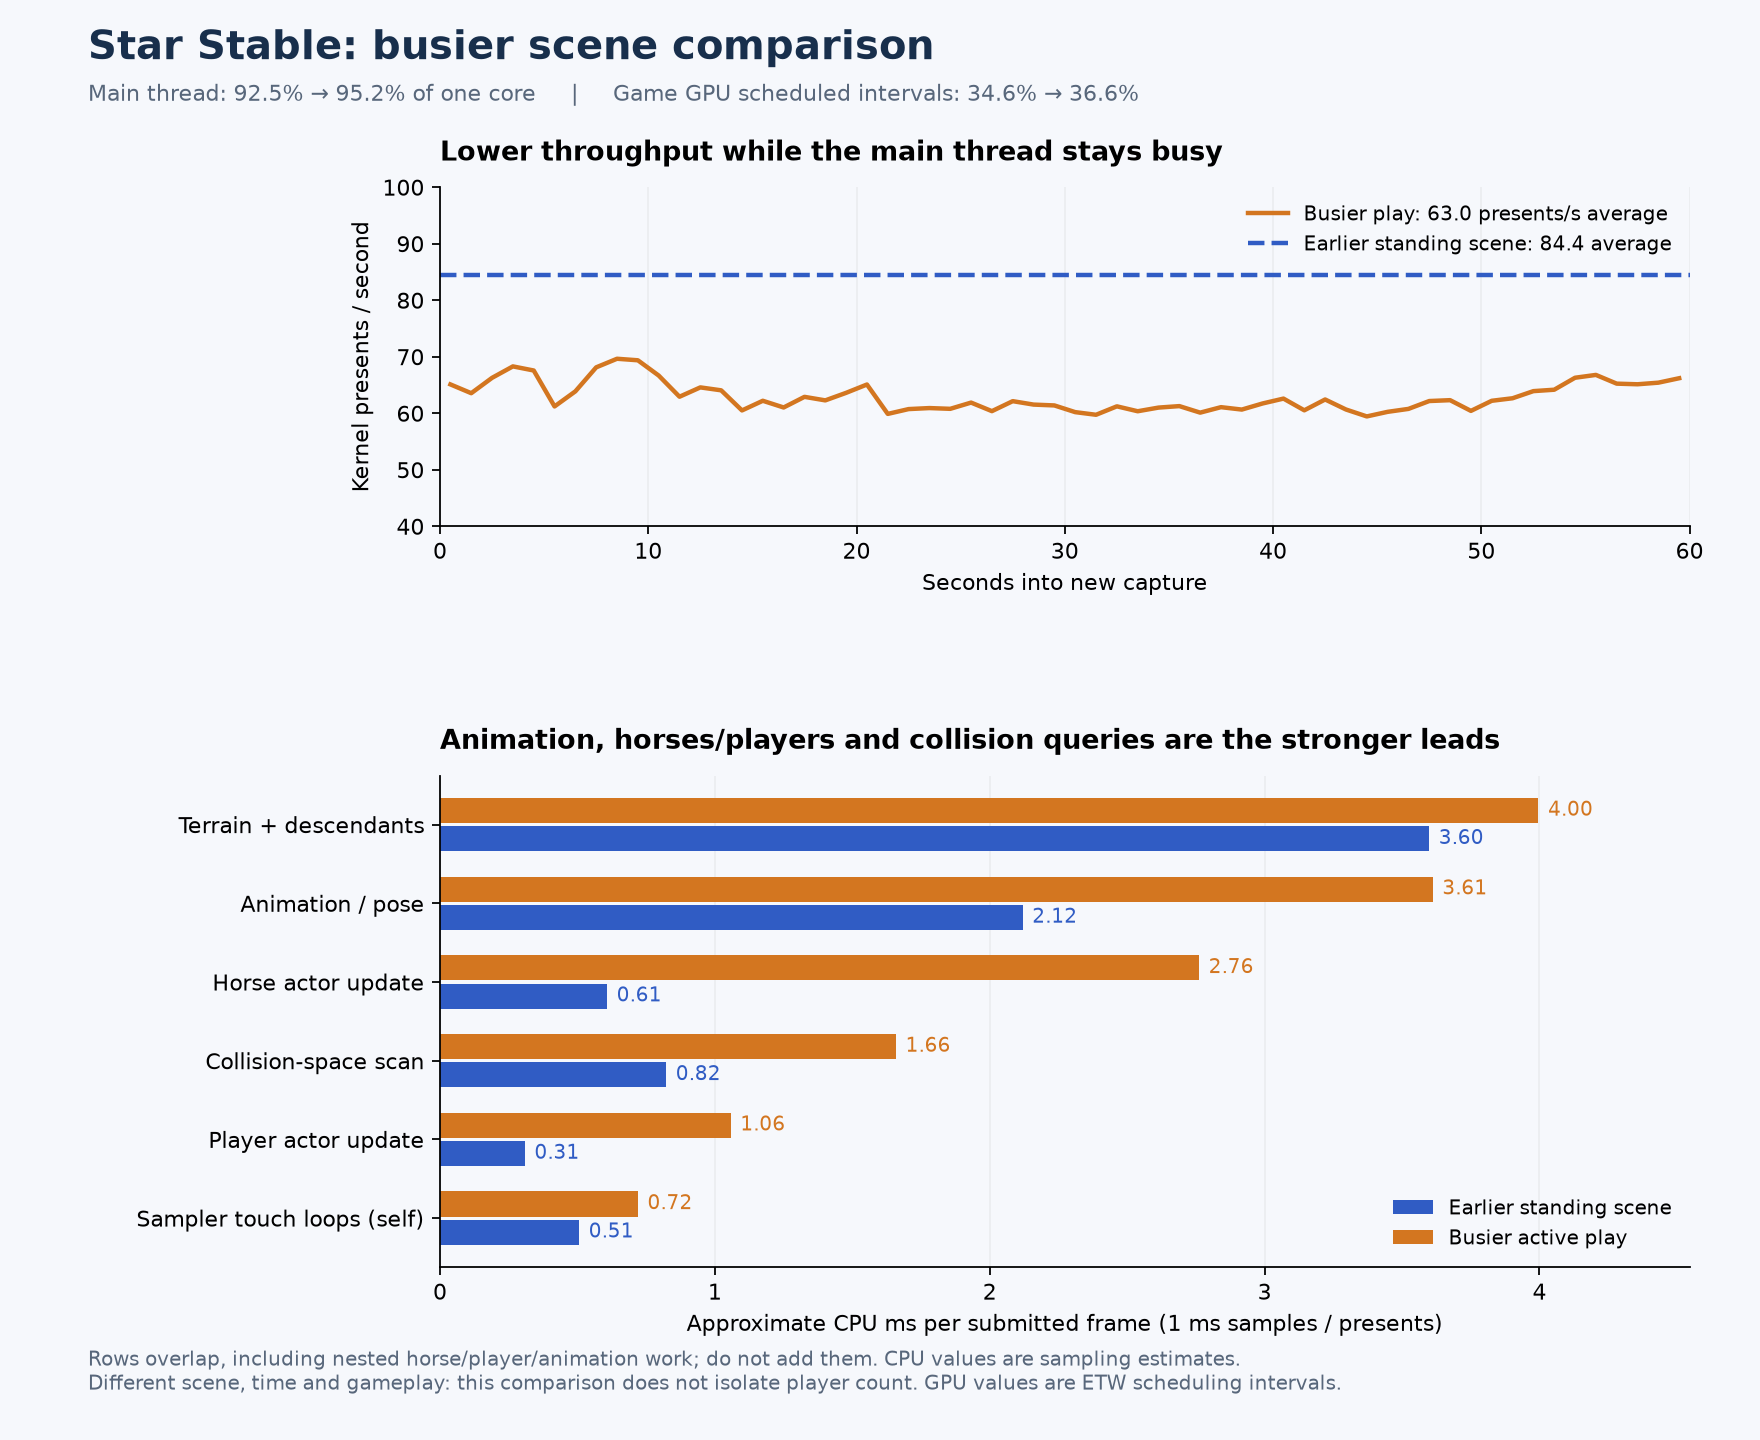 Star Stable: busier scene comparison
Main thread: 92.5% → 95.2% of one core | Game GPU scheduled intervals: 34.6% → 36.6%
Lower throughput while the main thread stays busy
Kernel presents / second
100
90
80
70
60
50
40
Busier play: 63.0 presents/s average
Earlier standing scene: 84.4 average
0 10 20 30 40 50 60
Seconds into new capture
Animation, horses/players and collision queries are the stronger leads
Terrain + descendants
4.00
3.60
Animation / pose
3.61
2.12
Horse actor update
2.76
0.61
Collision-space scan
1.66
0.82
Player actor update
1.06
0.31
Sampler touch loops (self)
0.72
0.51
Earlier standing scene
Busier active play
0 1 2 3 4
Approximate CPU ms per submitted frame (1 ms samples / presents)
Rows overlap, including nested horse/player/animation work; do not add them. CPU values are sampling estimates.
Different scene, time and gameplay: this comparison does not isolate player count. GPU values are ETW scheduling intervals.